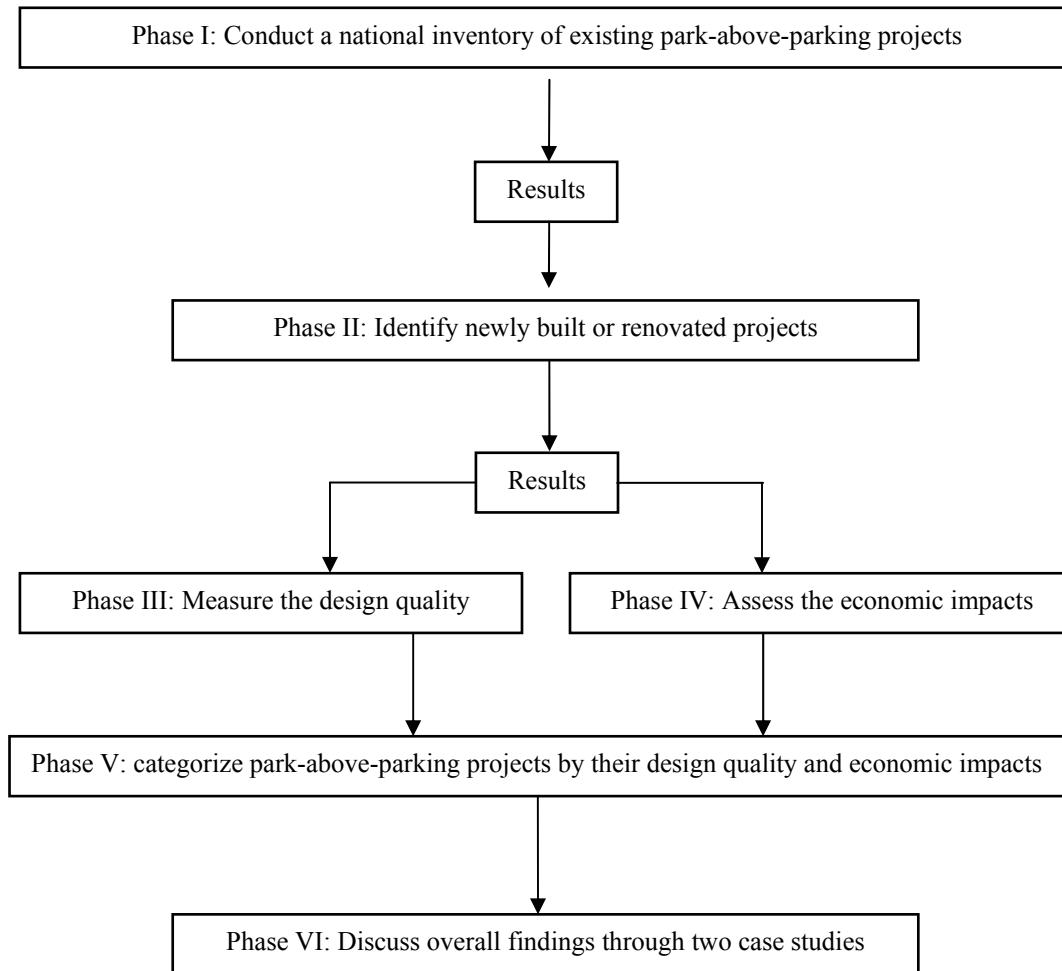 Phase I: Conduct a national inventory of existing park-above-parking projects
Results
Phase II: Identify newly built or renovated projects
Results
Phase III: Measure the design quality
Phase IV: Assess the economic impacts
Phase V: categorize park-above-parking projects by their design quality and economic impacts
Phase VI: Discuss overall findings through two case studies